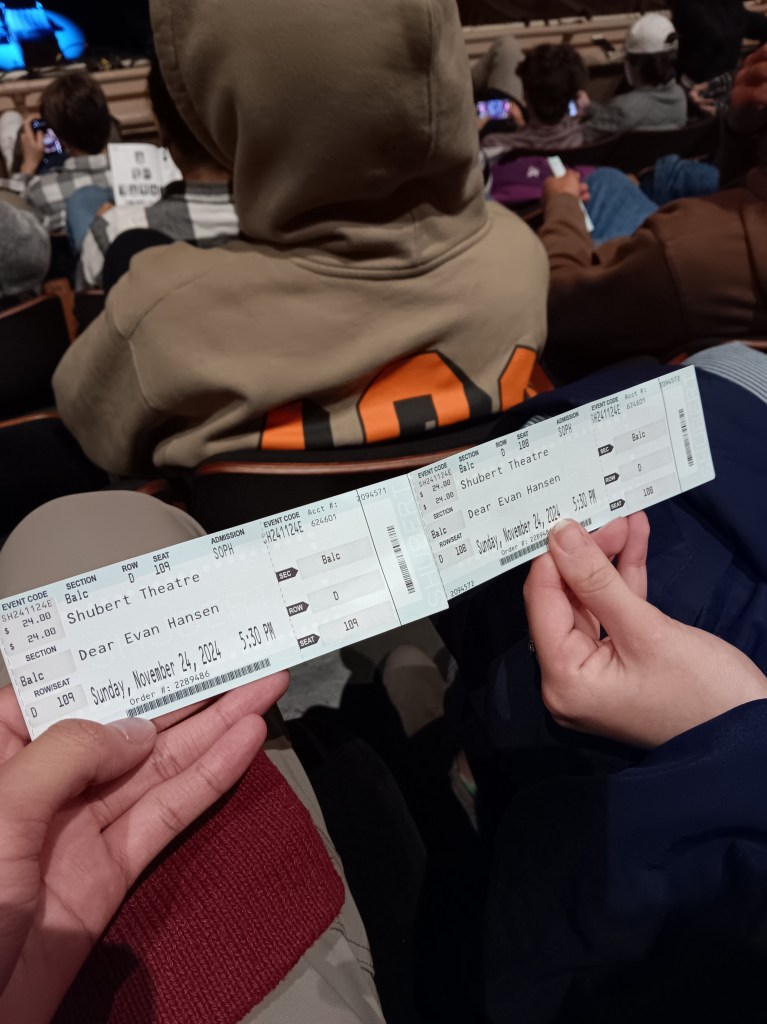 EVENT CODE
SH241124E
$ 24.00
$ 24.00
SECTION
Balc
ROW/SEAT
D 109
SECTION ROW SEAT ADMISSION
Balc D 109 SOPH
Shubert Theatre
Dear Evan Hansen
Sunday, November 24, 2024 5:30 PM
Order #: 2289486
EVENT CODE Acct #:
SH241124E 624601
SEC Balc
ROW D
SEAT 109
2094571
SHUBERT
EVENT CODE
SH241124E
$ 24.00
$ 24.00
SECTION
Balc
ROW/SEAT
D 108
2094572
SECTION ROW SEAT ADMISSION
Balc D 108 SOPH
Shubert Theatre
Dear Evan Hansen
Sunday, November 24, 2024 5:30 PM
EVENT CODE Acct #:
SH241124E 624601
SEC Balc
ROW D
SEAT 108